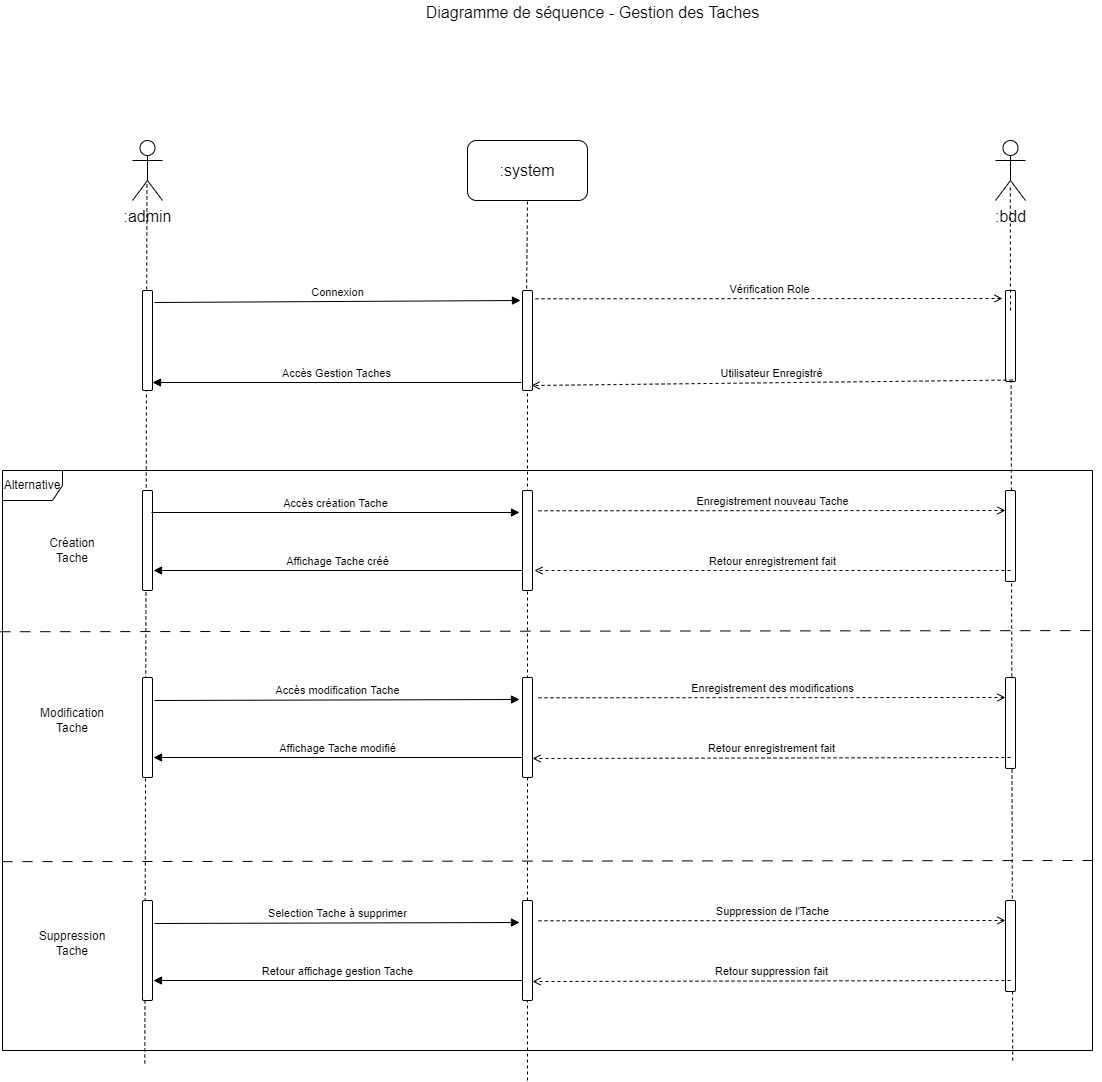 Diagramme de séquence - Gestion des Taches
:system
:admin
:bdd
Connexion
Vérification Role
Accès Gestion Taches
Utilisateur Enregistré
Alternative
Accès création Tache
Enregistrement nouveau Tache
Création
Tache
Affichage Tache créé
Retour enregistrement fait
Accès modification Tache
Enregistrement des modifications
Modification
Tache
Affichage Tache modifié
Retour enregistrement fait
Selection Tache à supprimer
Suppression de l'Tache
Suppression
Tache
Retour affichage gestion Tache
Retour suppression fait